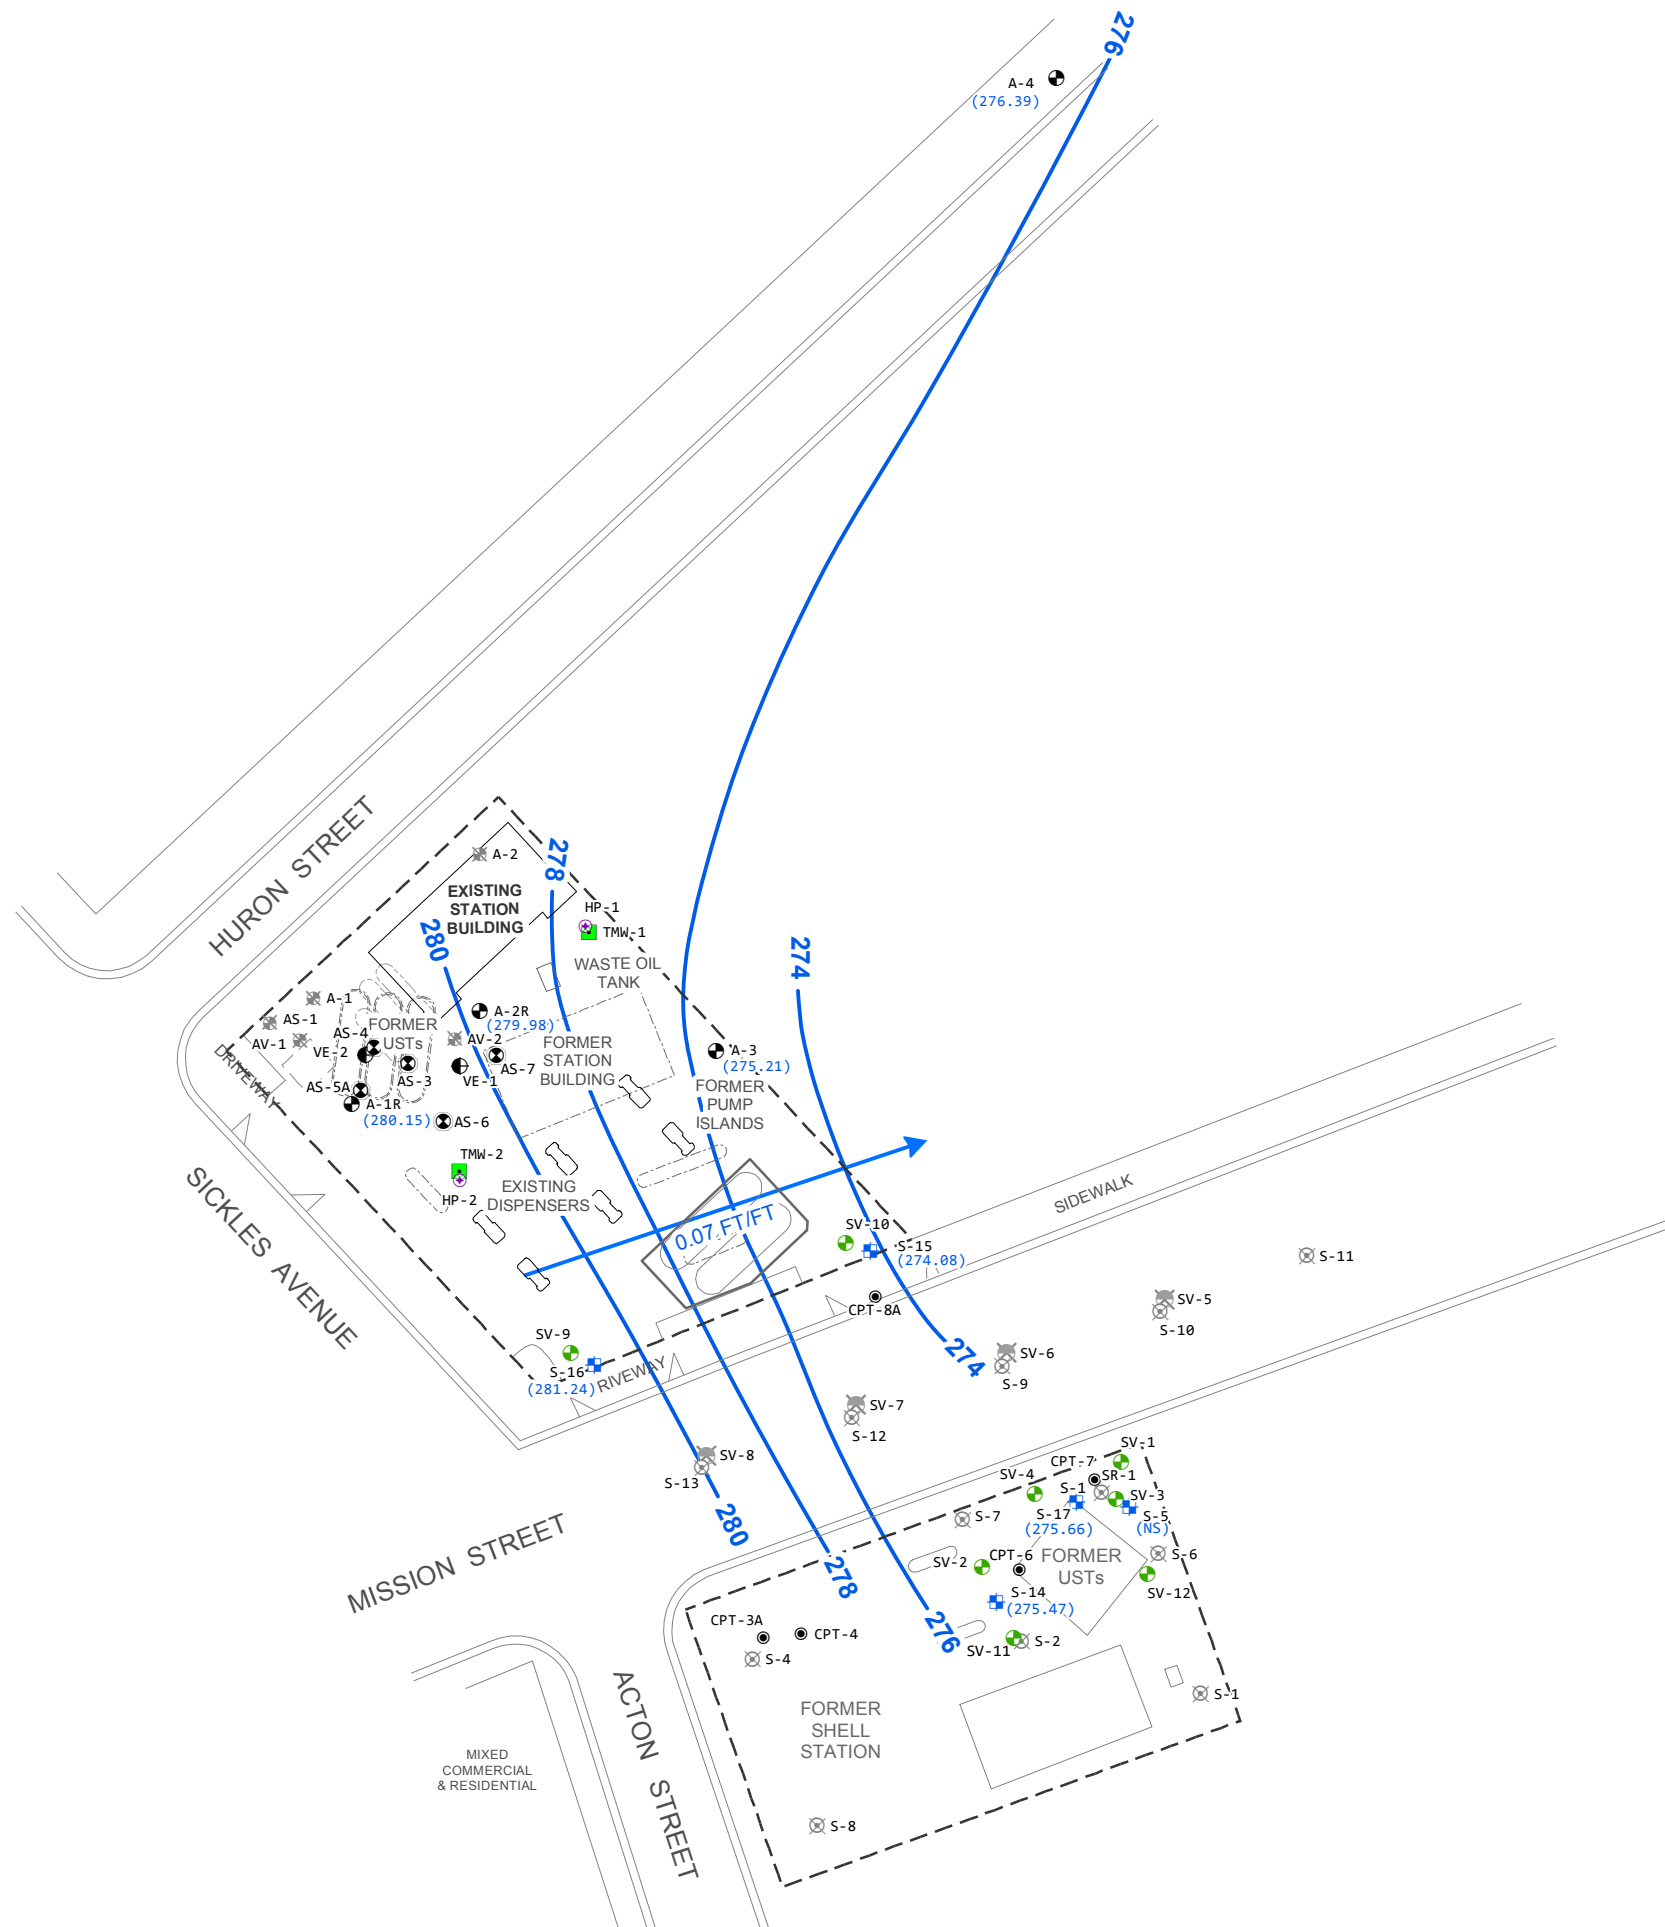 276
A-4
(276.39)
HURON STREET
278
A-2
EXISTING
STATION
BUILDING
HP-1
TMW-1
280
WASTE OIL
TANK
274
A-1
AS-1
A-2R
(279.98)
AV-1
AS-4
FORMER
USTs
AV-2
VE-2
AS-3
VE-1
AS-7
FORMER
STATION
BUILDING
A-3
(275.21)
DRIVEWAY
AS-5A
A-1R
(280.15)
AS-6
FORMER
PUMP
ISLANDS
TMW-2
HP-2
EXISTING
DISPENSERS
SICKLES AVENUE
0.07 FT/FT
SIDEWALK
SV-10
S-15
(274.08)
CPT-8A
S-11
SV-5
S-10
SV-9
S-16
(281.24)
RIVEWAY
274
SV-6
S-9
SV-7
S-12
SV-8
S-13
280
MISSION STREET
SV-1
CPT-7
SR-1
SV-4
S-1
SV-3
S-17
(275.66)
S-5
(NS)
S-7
SV-2
CPT-6
FORMER
USTs
S-6
SV-12
S-14
(275.47)
278
276
SV-11
S-2
CPT-3A
CPT-4
S-4
S-1
FORMER
SHELL
STATION
ACTON STREET
MIXED
COMMERCIAL
& RESIDENTIAL
S-8